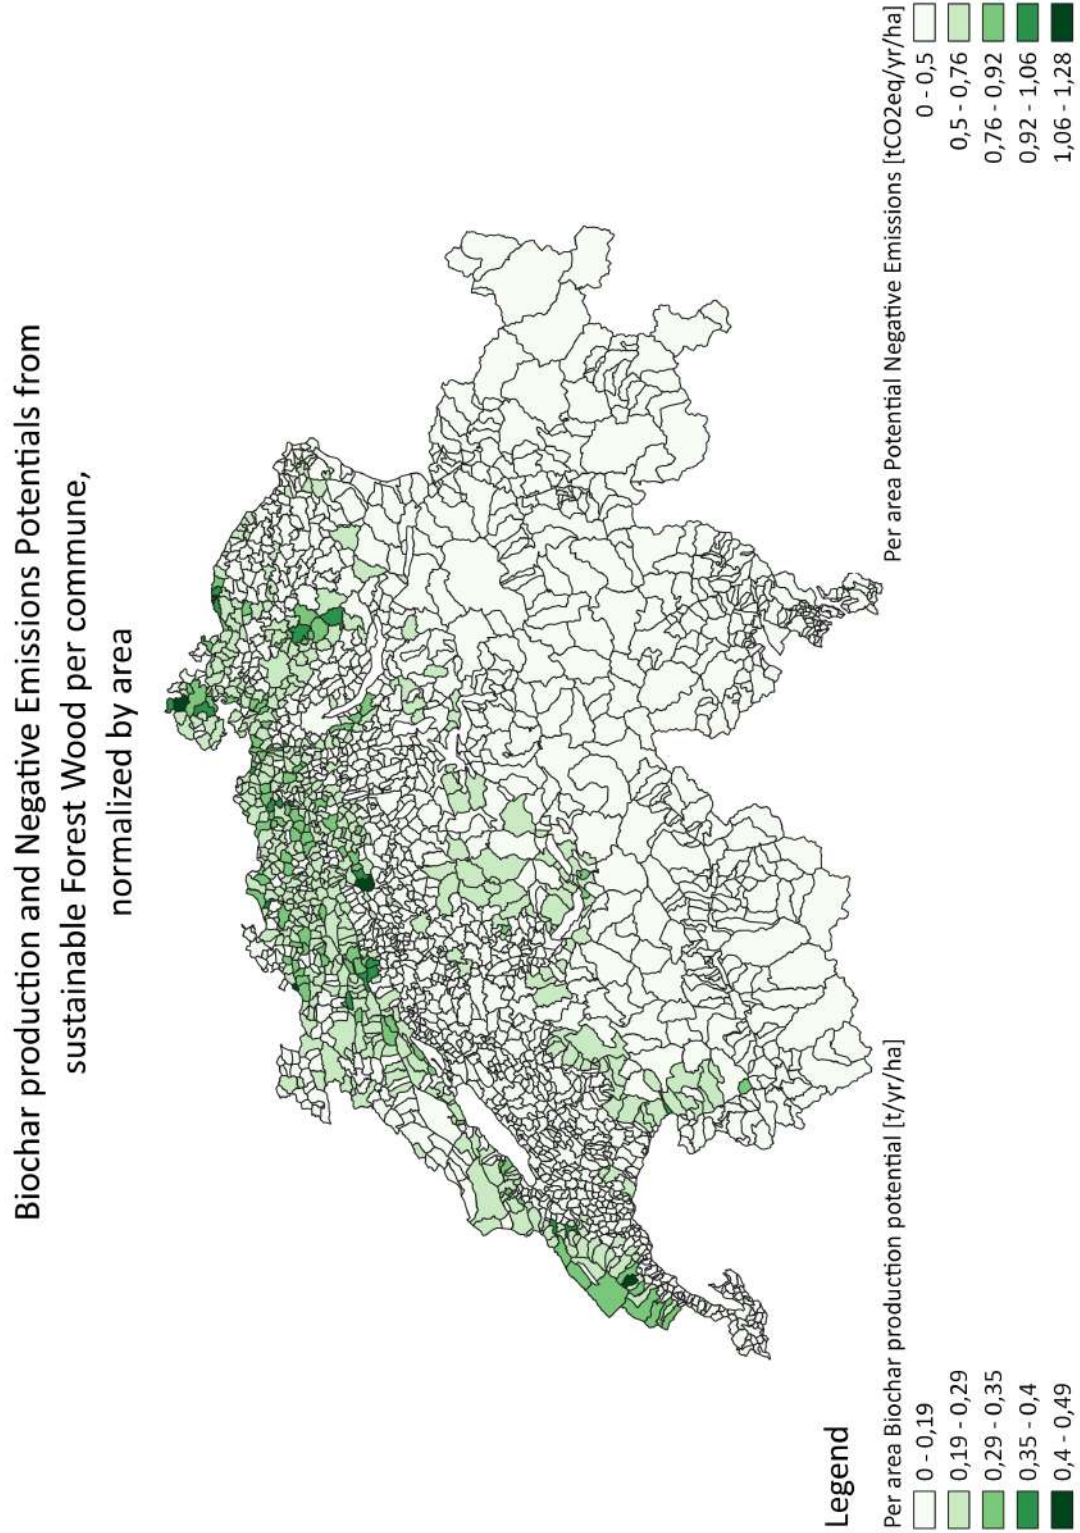 Biochar production and Negative Emissions Potentials from
sustainable Forest Wood per commune,
normalized by area
Legend
Per area Biochar production potential [t/yr/ha]
0 - 0,19
0,19 - 0,29
0,29 - 0,35
0,35 - 0,4
0,4 - 0,49
Per area Potential Negative Emissions [tCO2eq/yr/ha]
0 - 0,5
0,5 - 0,76
0,76 - 0,92
0,92 - 1,06
1,06 - 1,28